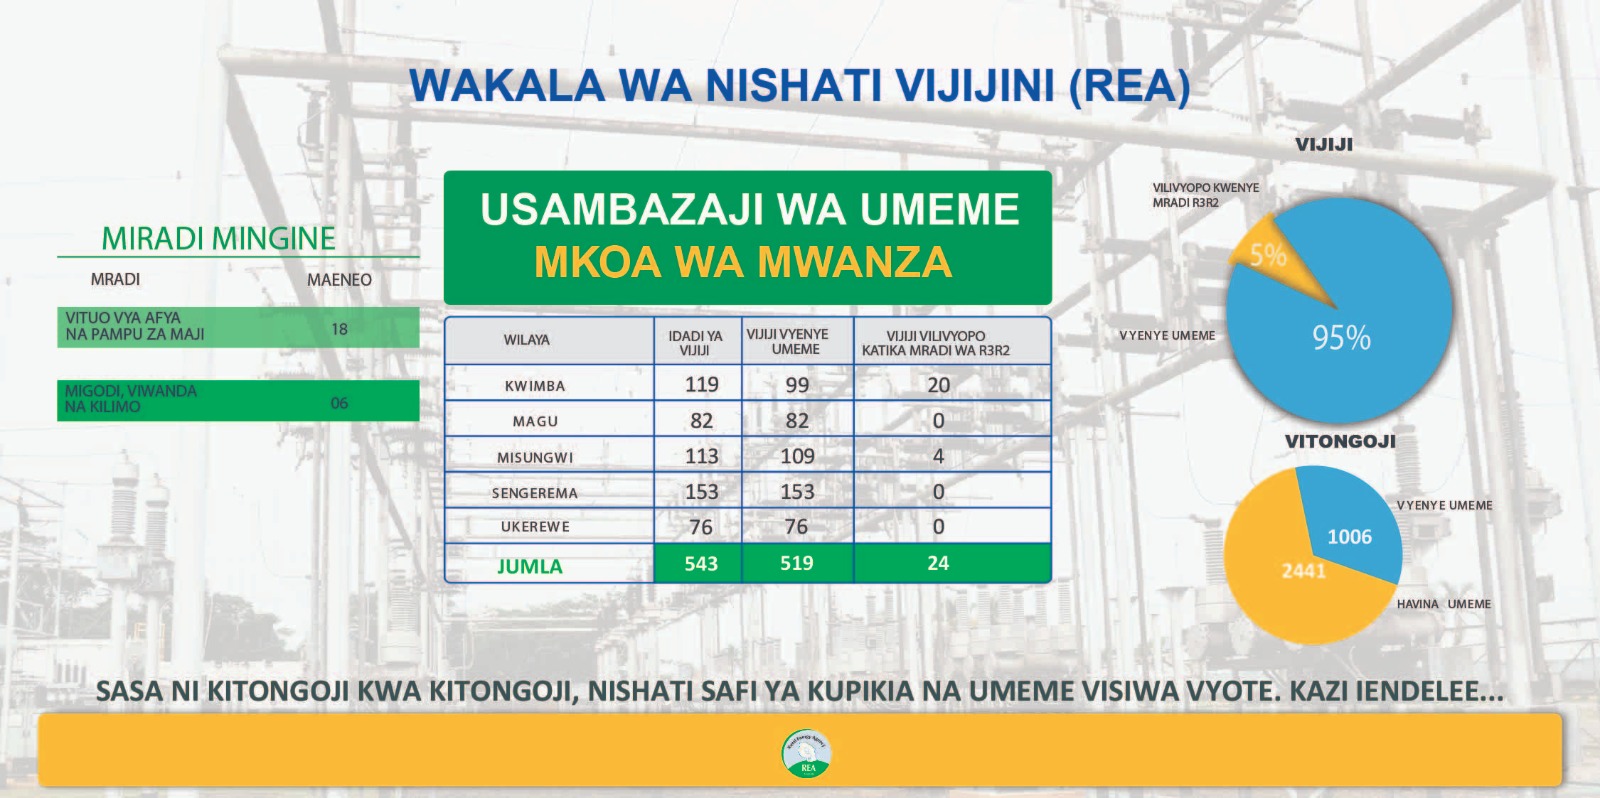 WAKALA WA NISHATI VIJIJINI (REA)
MIRADI MINGINE
MRADI MAENEO
VITUO VYA AFYA
NA PAMPU ZA MAJI 18
MIGODI, VIWANDA
NA KILIMO 06
USAMBAZAJI WA UMEME
MKOA WA MWANZA
WILAYA IDADI YA VIJIJI VIJIJI VYENYE UMEME VIJIJI VILIVYOPO KATIKA MRADI WA R3R2
KWIMBA 119 99 20
MAGU 82 82 0
MISUNGWI 113 109 4
SENGEREMA 153 153 0
UKEREWE 76 76 0
JUMLA 543 519 24
VIJIJI
VILIVYOPO KWENYE
MRADI R3R2
5%
VYENYE UMEME
95%
VITONGOJI
VYENYE UMEME
1006
2441
HAVINA UMEME
SASA NI KITONGOJI KWA KITONGOJI, NISHATI SAFI YA KUPIKIA NA UMEME VISIWA VYOTE. KAZI IENDELEE...
Rural Energy Agency
REA